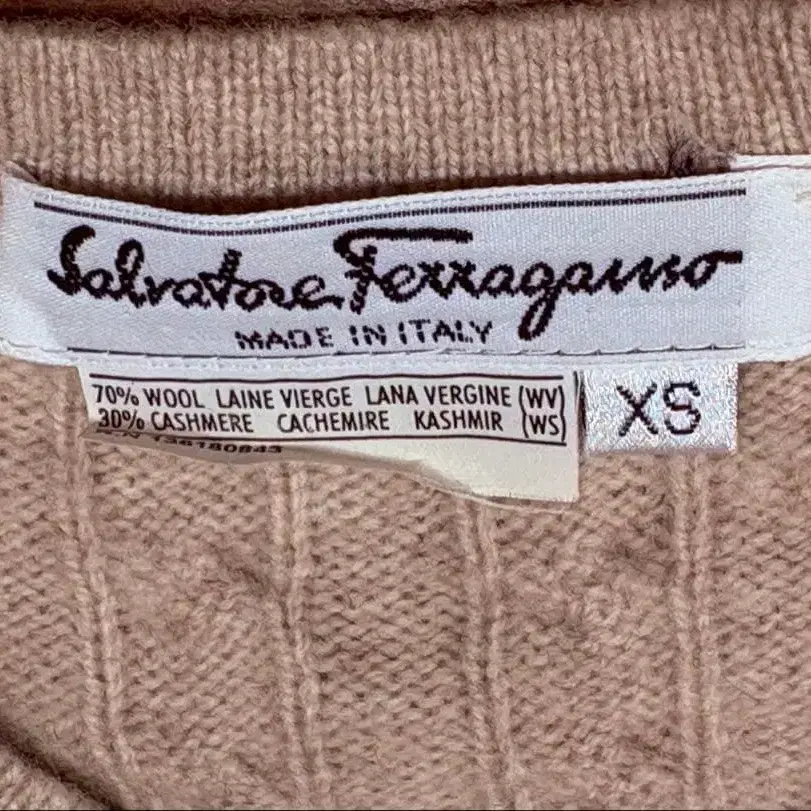 Salvatore Ferragamo
MADE IN ITALY
70% WOOL LAINE VIERGE LANA VERGINE (WV)
30% CASHMERE CACHEMIRE KASHMIR (WS)
XS